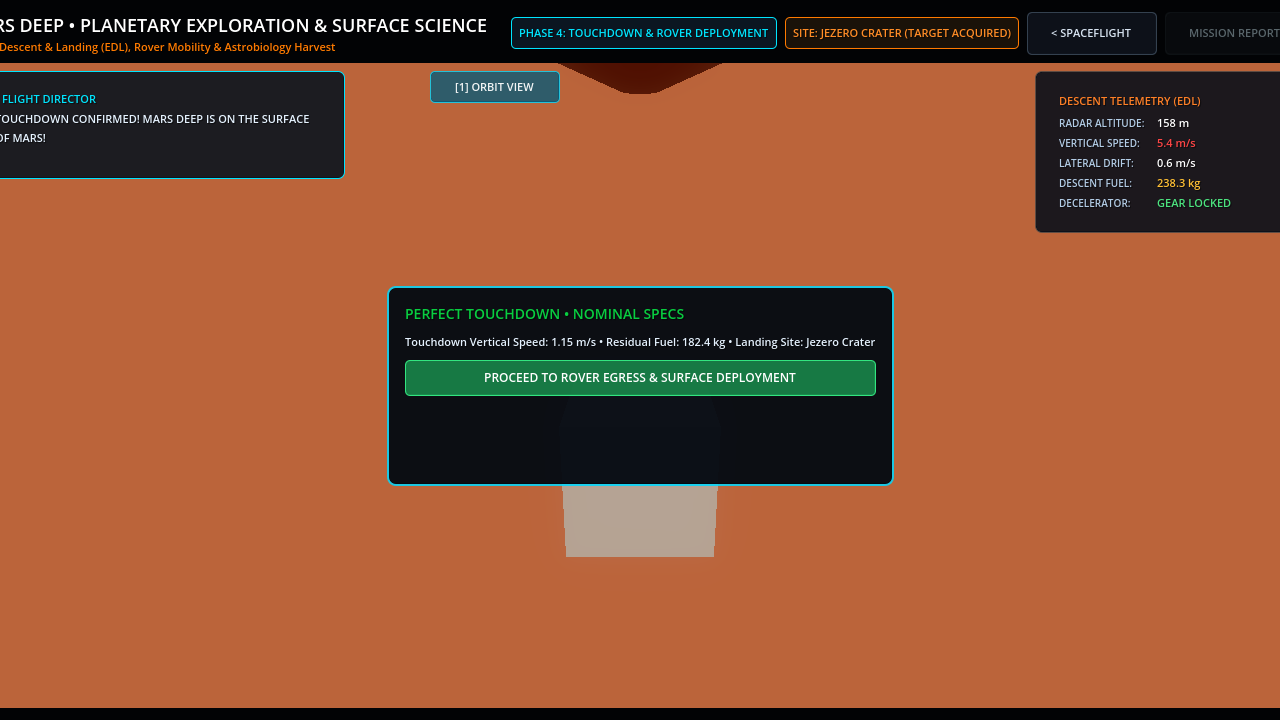 RS DEEP • PLANETARY EXPLORATION & SURFACE SCIENCE
Descent & Landing (EDL), Rover Mobility & Astrobiology Harvest
PHASE 4: TOUCHDOWN & ROVER DEPLOYMENT
SITE: JEZERO CRATER (TARGET ACQUIRED)
< SPACEFLIGHT
MISSION REPORT
FLIGHT DIRECTOR
TOUCHDOWN CONFIRMED! MARS DEEP IS ON THE SURFACE
OF MARS!
[1] ORBIT VIEW
DESCENT TELEMETRY (EDL)
RADAR ALTITUDE: 158 m
VERTICAL SPEED: 5.4 m/s
LATERAL DRIFT: 0.6 m/s
DESCENT FUEL: 238.3 kg
DECELERATOR: GEAR LOCKED
PERFECT TOUCHDOWN • NOMINAL SPECS
Touchdown Vertical Speed: 1.15 m/s • Residual Fuel: 182.4 kg • Landing Site: Jezero Crater
PROCEED TO ROVER EGRESS & SURFACE DEPLOYMENT